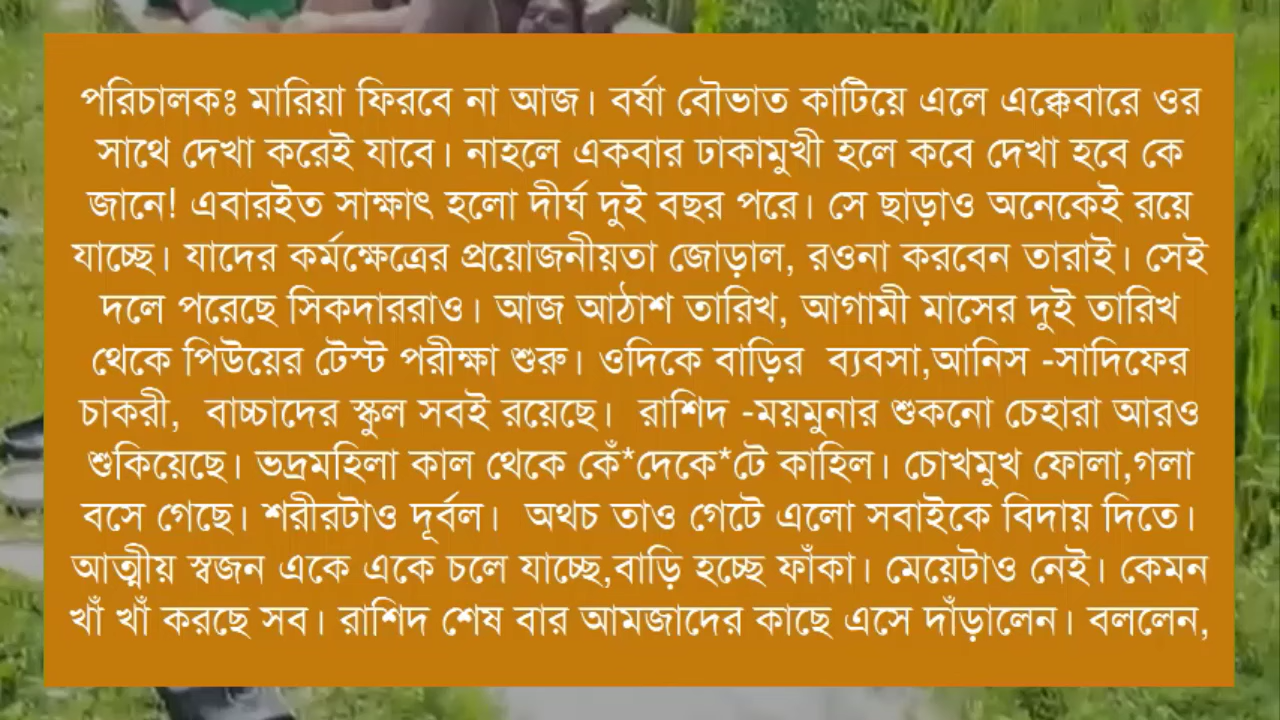 পরিচালকঃ মারিয়া ফিরবে না আজ। বর্ষা বৌভাত কাটিয়ে এলে এক্কেবারে ওর
সাথে দেখা করেই যাবে। নাহলে একবার ঢাকামুখী হলে কবে দেখা হবে কে
জানে! এবারইত সাক্ষাৎ হলো দীর্ঘ দুই বছর পরে। সে ছাড়াও অনেকেই রয়ে
যাচ্ছে। যাদের কর্মক্ষেত্রের প্রয়োজনীয়তা জোড়াল, রওনা করবেন তারাই। সেই
দলে পরেছে সিকদাররাও। আজ আঠাশ তারিখ, আগামী মাসের দুই তারিখ
থেকে পিউয়ের টেস্ট পরীক্ষা শুরু। ওদিকে বাড়ির  ব্যবসা,আনিস -সাদিফের
চাকরী,  বাচ্চাদের স্কুল সবই রয়েছে।  রাশিদ -ময়মুনার শুকনো চেহারা আরও
শুকিয়েছে। ভদ্রমহিলা কাল থেকে কেঁ*দেকে*টে কাহিল। চোখমুখ ফোলা,গলা
বসে গেছে। শরীরটাও দূর্বল।  অথচ তাও গেটে এলো সবাইকে বিদায় দিতে।
আত্মীয় স্বজন একে একে চলে যাচ্ছে,বাড়ি হচ্ছে ফাঁকা। মেয়েটাও নেই। কেমন
খাঁ খাঁ করছে সব। রাশিদ শেষ বার আমজাদের কাছে এসে দাঁড়ালেন। বললেন,